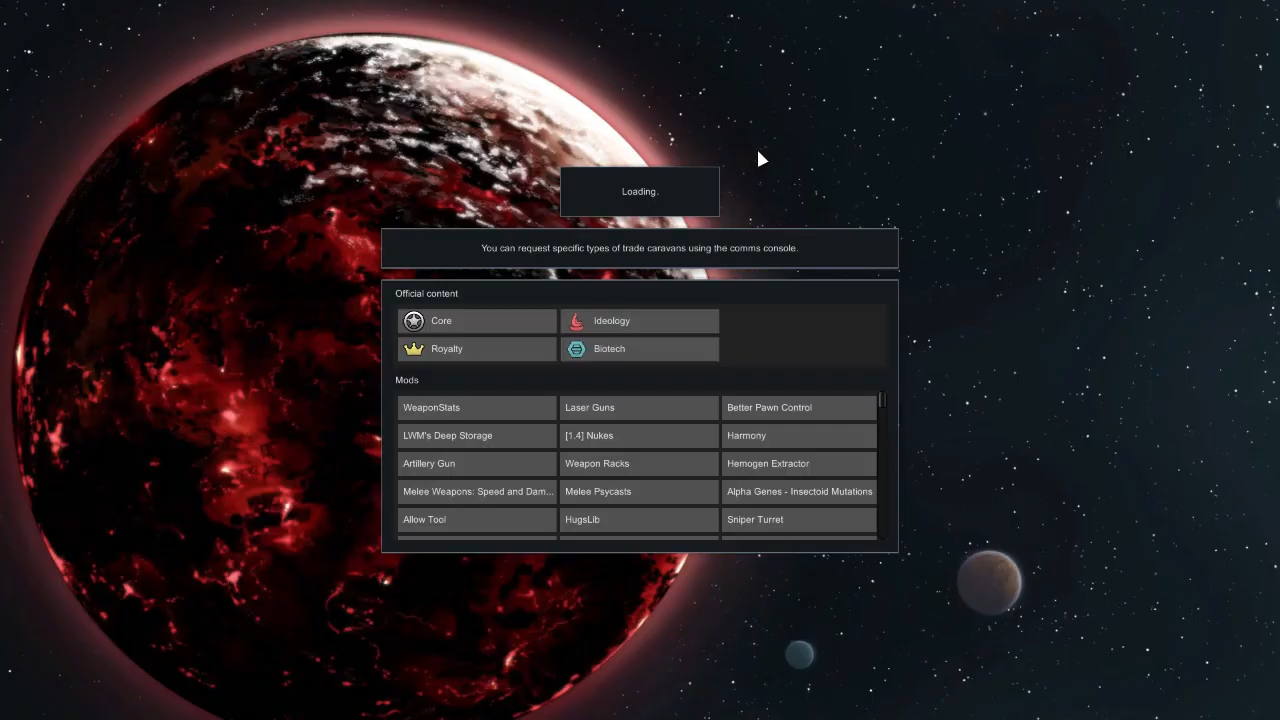 Loading.
You can request specific types of trade caravans using the comms console.
Official content
Core
Ideology
Royalty
Biotech
Mods
WeaponStats
Laser Guns
Better Pawn Control
LWM's Deep Storage
[1.4] Nukes
Harmony
Artillery Gun
Weapon Racks
Hemogen Extractor
Melee Weapons: Speed and Dam...
Melee Psycasts
Alpha Genes - Insectoid Mutations
Allow Tool
HugsLib
Sniper Turret